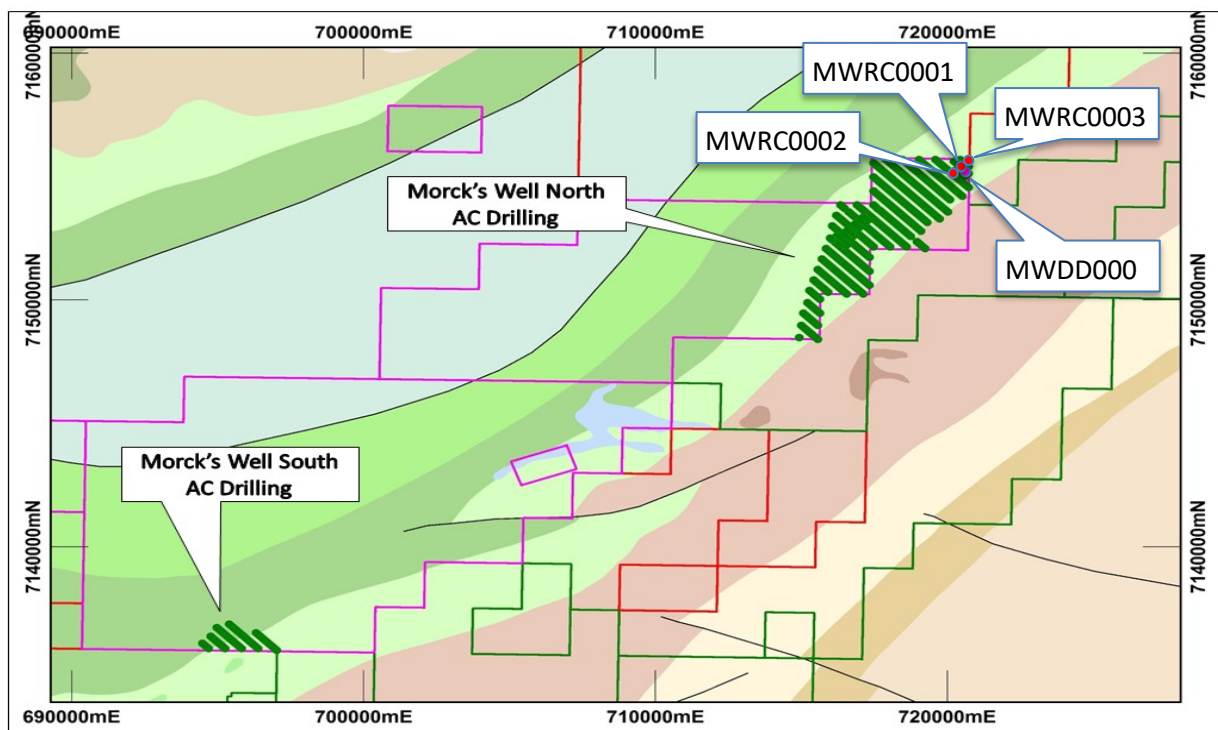 690000mE 700000mE 710000mE 720000mE
7160000mN
7160000mN
MWRC0001
MWRC0003
MWRC0002
Morck's Well North
AC Drilling
MWDD000
7150000mN
7150000mN
Morck's Well South
AC Drilling
7140000mN
7140000mN
690000mE 700000mE 710000mE 720000mE